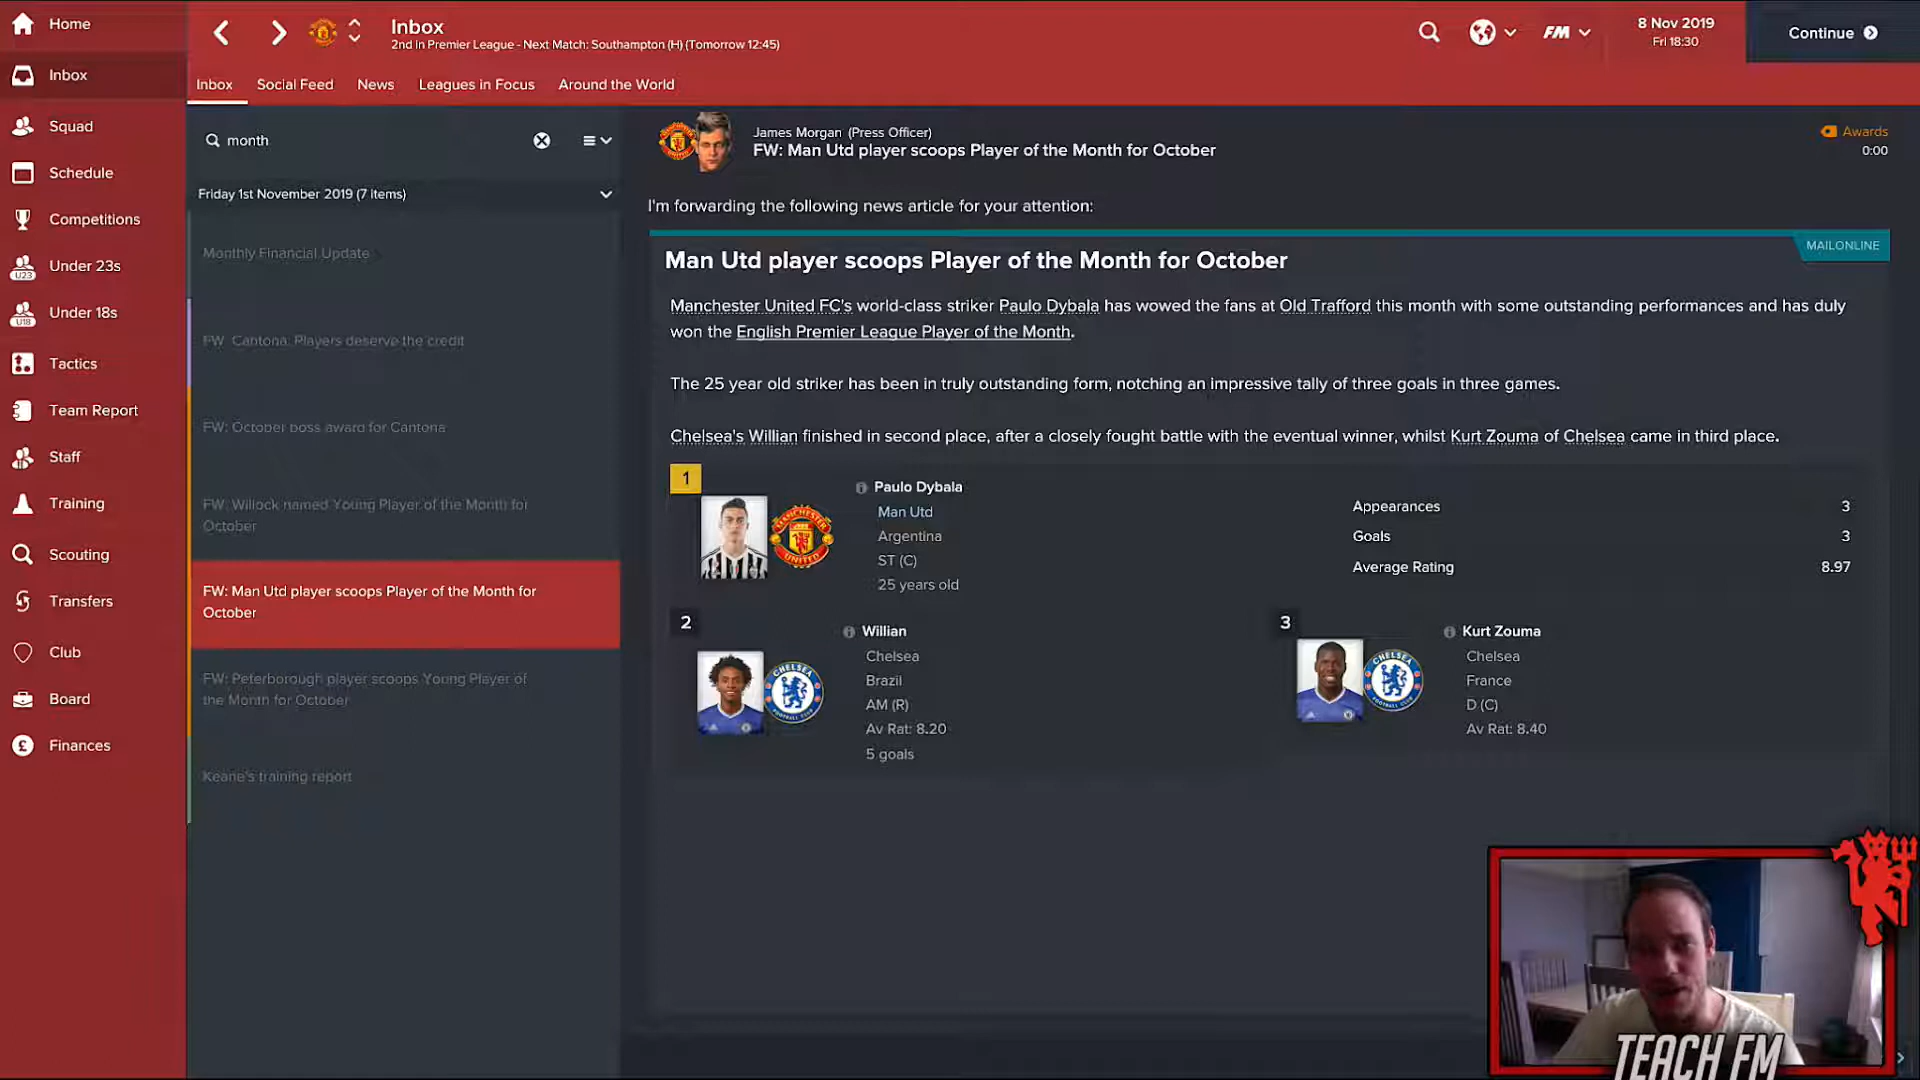 Home
Inbox
Squad
Schedule
Competitions
U23
Under 23s
U18
Under 18s
Tactics
Team Report
Staff
Training
Scouting
Transfers
Club
Board
Finances
Inbox
2nd in Premier League - Next Match: Southampton (H) (Tomorrow 12:45)
FM
8 Nov 2019
Fri 18:30
Continue
Inbox
Social Feed
News
Leagues in Focus
Around the World
month
Friday 1st November 2019 (7 items)
Monthly Financial Update
FW: Cantona: Players deserve the credit
FW: October boss award for Cantona
FW: Willock named Young Player of the Month for
October
FW: Man Utd player scoops Player of the Month for
October
FW: Peterborough player scoops Young Player of
the Month for October
Keane's training report
James Morgan (Press Officer)
FW: Man Utd player scoops Player of the Month for October
Awards
0:00
I'm forwarding the following news article for your attention:
MAILONLINE
Man Utd player scoops Player of the Month for October
Manchester United FC's world-class striker Paulo Dybala has wowed the fans at Old Trafford this month with some outstanding performances and has duly
won the English Premier League Player of the Month.
The 25 year old striker has been in truly outstanding form, notching an impressive tally of three goals in three games.
Chelsea's Willian finished in second place, after a closely fought battle with the eventual winner, whilst Kurt Zouma of Chelsea came in third place.
1
MANCHESTER
UNITED
Paulo Dybala
Man Utd
Argentina
ST (C)
25 years old
Appearances 3
Goals 3
Average Rating 8.97
2
CHELSEA
FOOTBALL CLUB
Willian
Chelsea
Brazil
AM (R)
Av Rat: 8.20
5 goals
3
CHELSEA
FOOTBALL CLUB
Kurt Zouma
Chelsea
France
D (C)
Av Rat: 8.40
TEACH FM